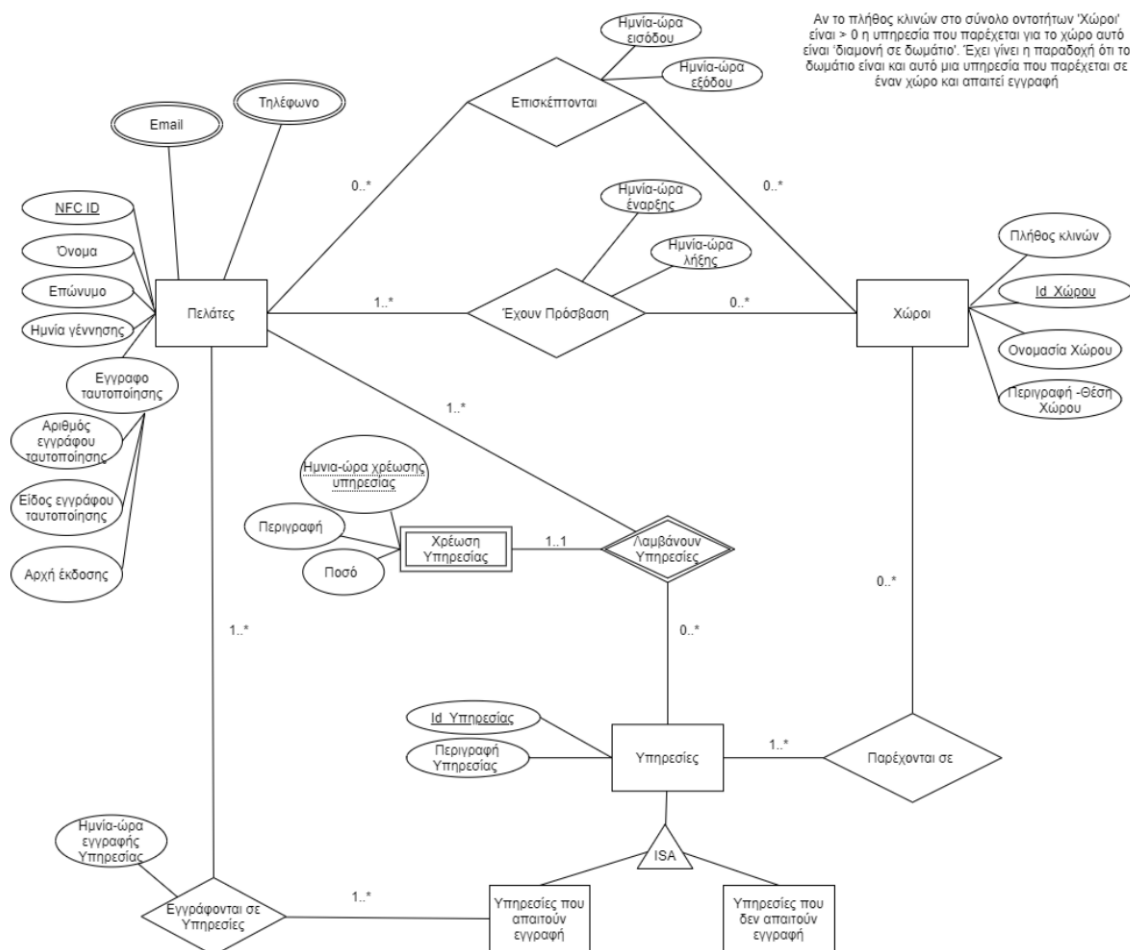 Ημνία-ώρα
εισόδου
Αν το πλήθος κλινών στο σύνολο οντοτήτων 'Χώροι'
είναι > 0 η υπηρεσία που παρέχεται για το χώρο αυτό
είναι 'διαμονή σε δωμάτιο'. Έχει γίνει η παραδοχή ότι το
δωμάτιο είναι και αυτό μια υπηρεσία που παρέχεται σε
έναν χώρο και απαιτεί εγγραφή
Ημνία-ώρα
εξόδου
Επισκέπτονται
Τηλέφωνο
Email
0..*
0..*
Ημνία-ώρα
έναρξης
NFC ID
Όνομα
Επώνυμο
Ημνία γέννησης
Εγγραφο
ταυτοποίησης
Αριθμός
εγγράφου
ταυτοποίησης
Είδος εγγράφου
ταυτοποίησης
Αρχή έκδοσης
Ημνία-ώρα
λήξης
Πελάτες
1..*
Έχουν Πρόσβαση
0..*
Χώροι
Πλήθος κλινών
Id_Χώρου
Ονομασία Χώρου
Περιγραφή -Θέση
Χώρου
1..*
Ημνια-ώρα χρέωσης
υπηρεσίας
Περιγραφή
Ποσό
Χρέωση
Υπηρεσίας
1..1
Λαμβάνουν
Υπηρεσίες
0..*
0..*
1..*
Id_Υπηρεσίας
Περιγραφή
Υπηρεσίας
Υπηρεσίες
1..*
Παρέχονται σε
ISA
Ημνία-ώρα
εγγραφής
Υπηρεσίας
Εγγράφονται σε
Υπηρεσίες
1..*
Υπηρεσίες που
απαιτούν
εγγραφή
Υπηρεσίες που
δεν απαιτούν
εγγραφή